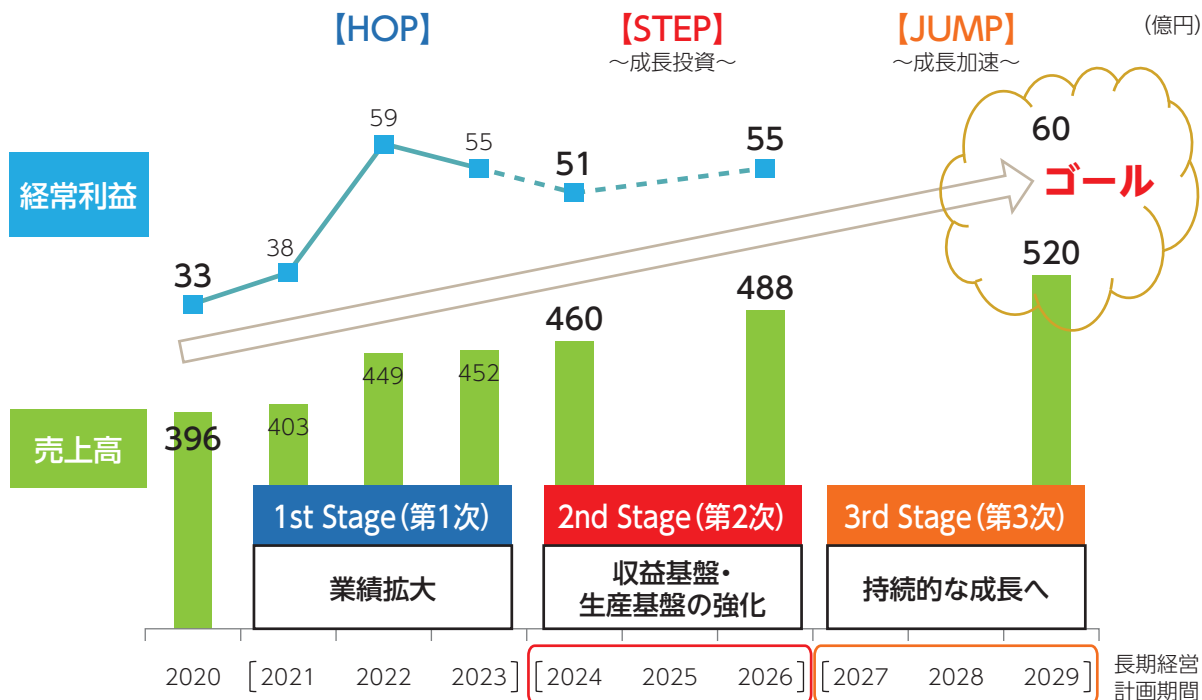 【HOP】
【STEP】
～成長投資～
【JUMP】
～成長加速～
(億円)
経常利益
33
38
59
55
51
55
60
ゴール
売上高
396
403
449
452
460
488
520
1st Stage(第1次)
業績拡大
2nd Stage(第2次)
収益基盤・
生産基盤の強化
3rd Stage(第3次)
持続的な成長へ
2020 [2021 2022 2023] [2024 2025 2026] [2027 2028 2029]
長期経営
計画期間